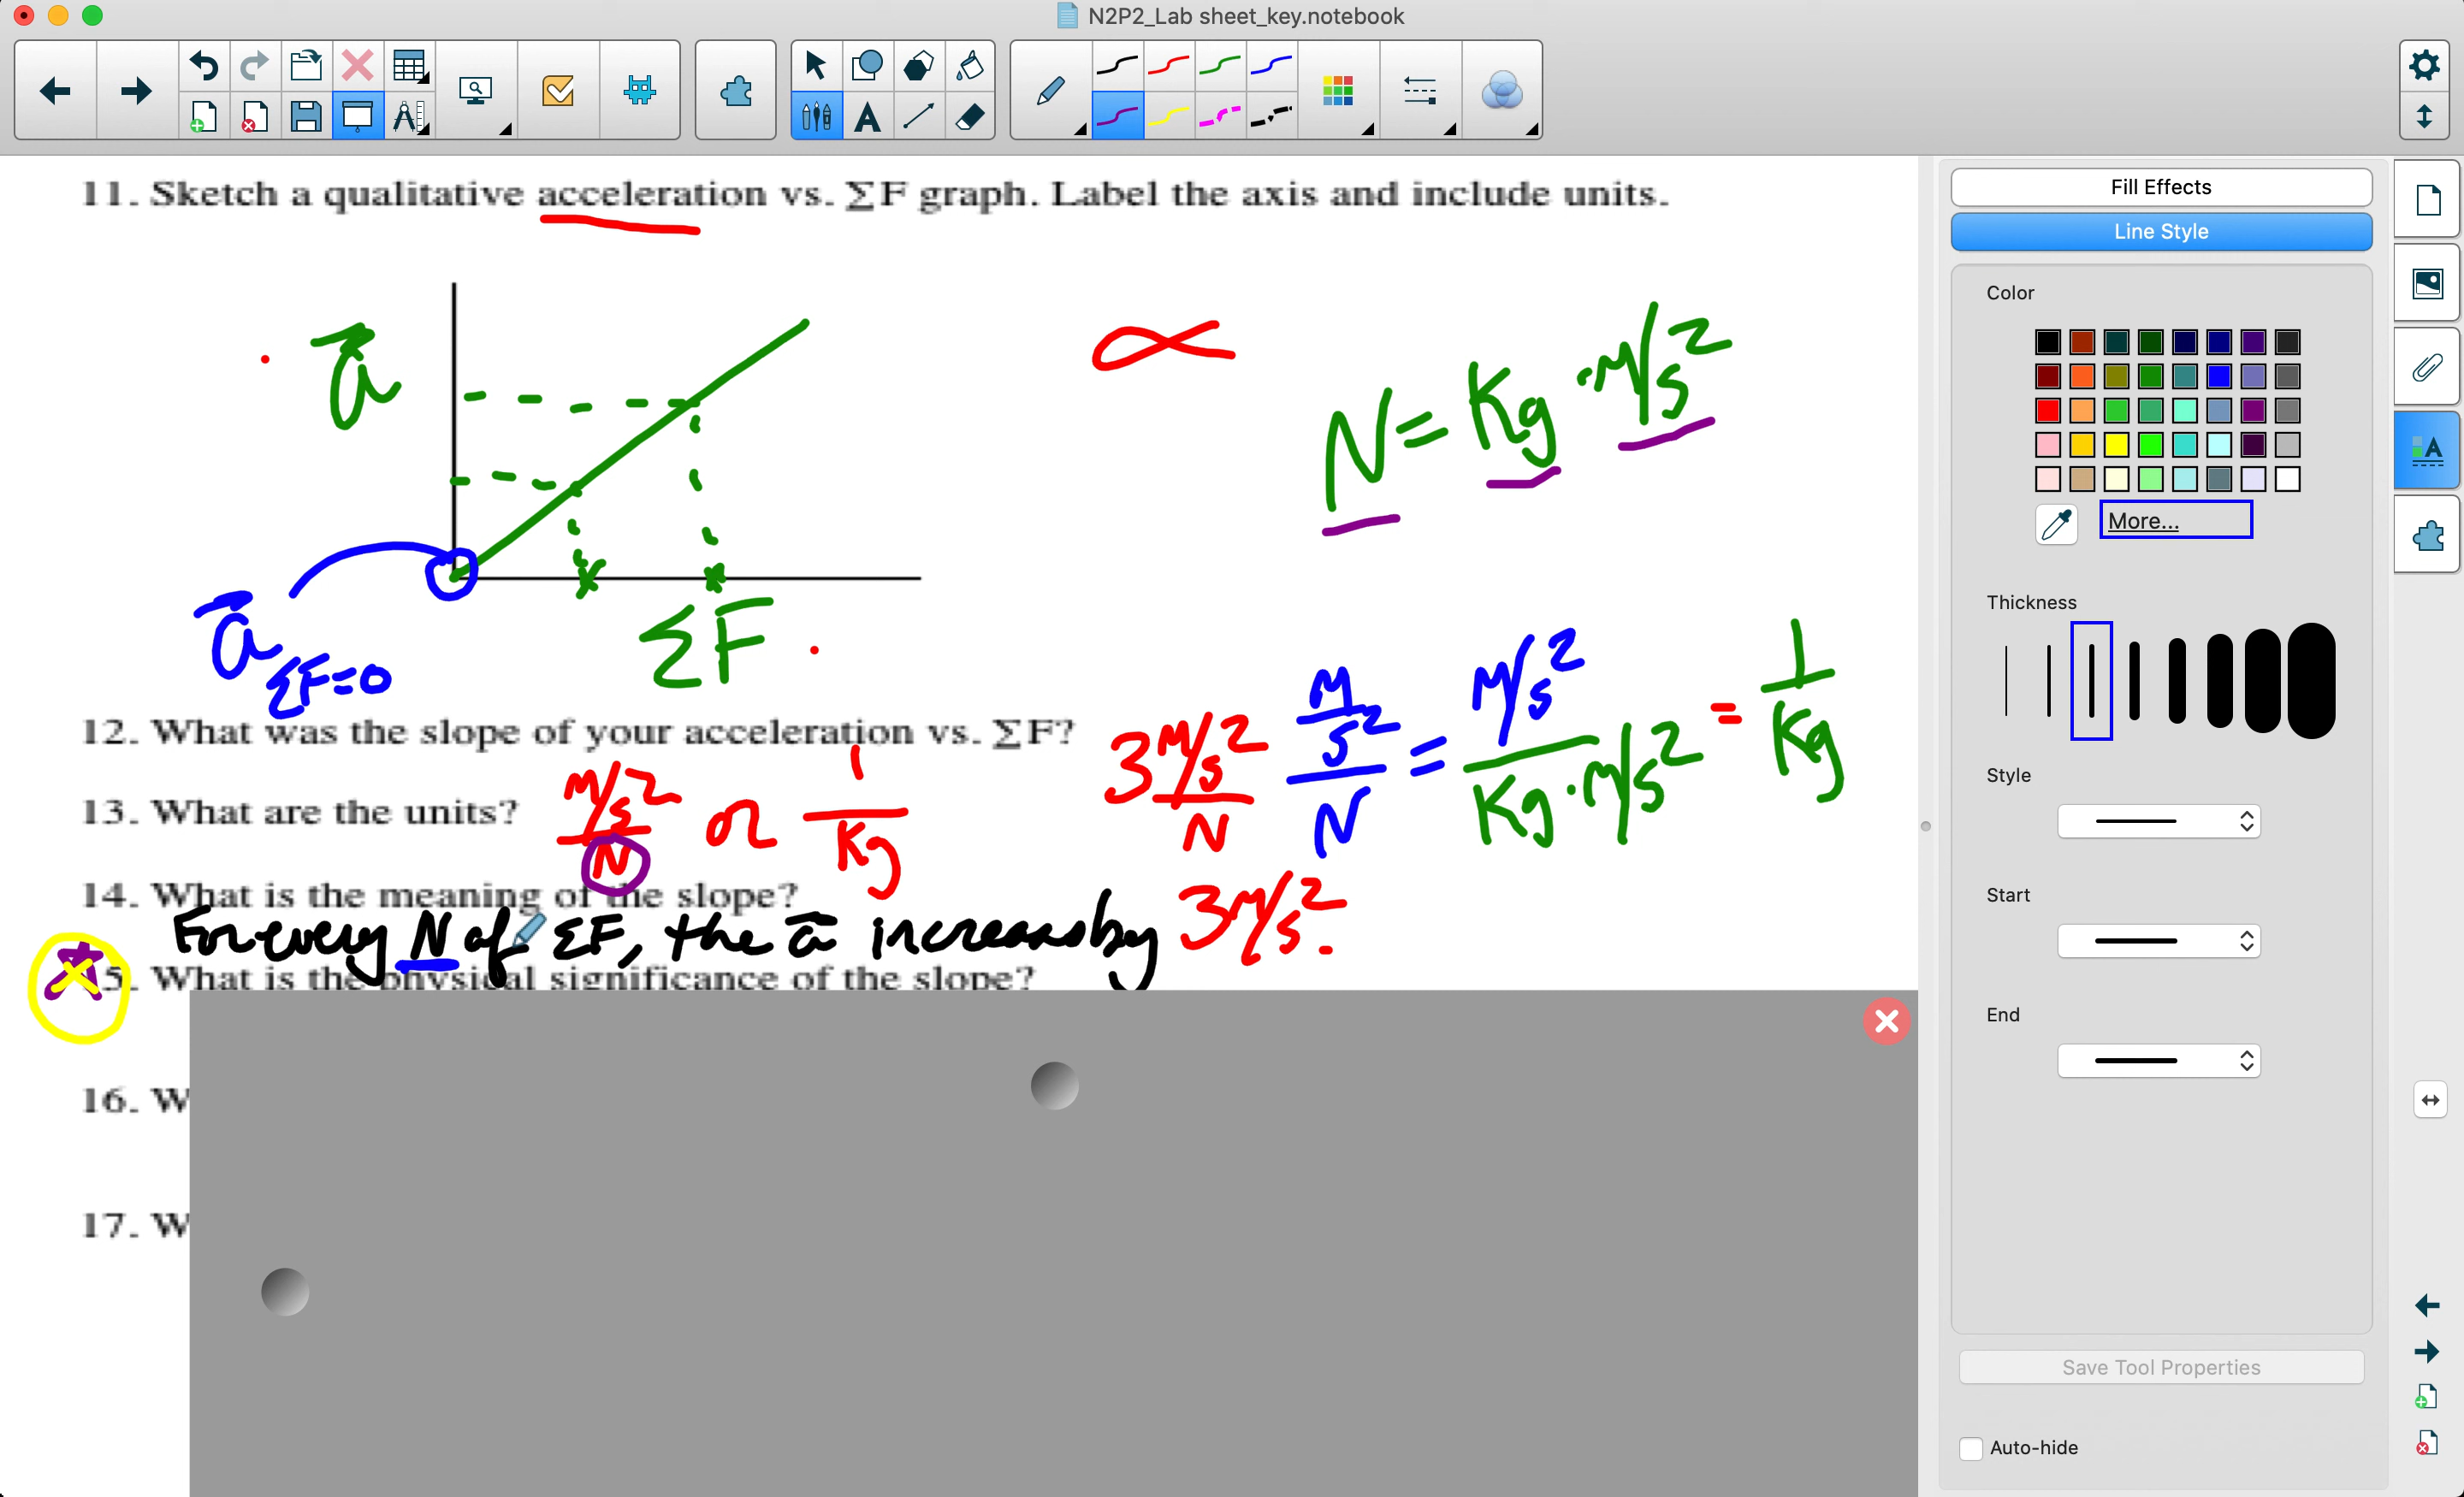 N2P2_Lab sheet_key.notebook
A
Fill Effects
Line Style
11. Sketch a qualitative acceleration vs. ΣF graph. Label the axis and include units.
Color
a
∝
N = Kg · M/s²
More...
Thickness
ΣF
a ΣF=0
12. What was the slope of your acceleration vs. ΣF?
3 M/s² / N
M/s² / N = M/s² / Kg · M/s² = 1/Kg
Style
13. What are the units?
M/s² / N or 1/Kg
14. What is the meaning of the slope?
Start
For every N of ΣF, the a increases by 3 M/s².
15. What is the physical significance of the slope?
End
16. W
17. W
Save Tool Properties
Auto-hide